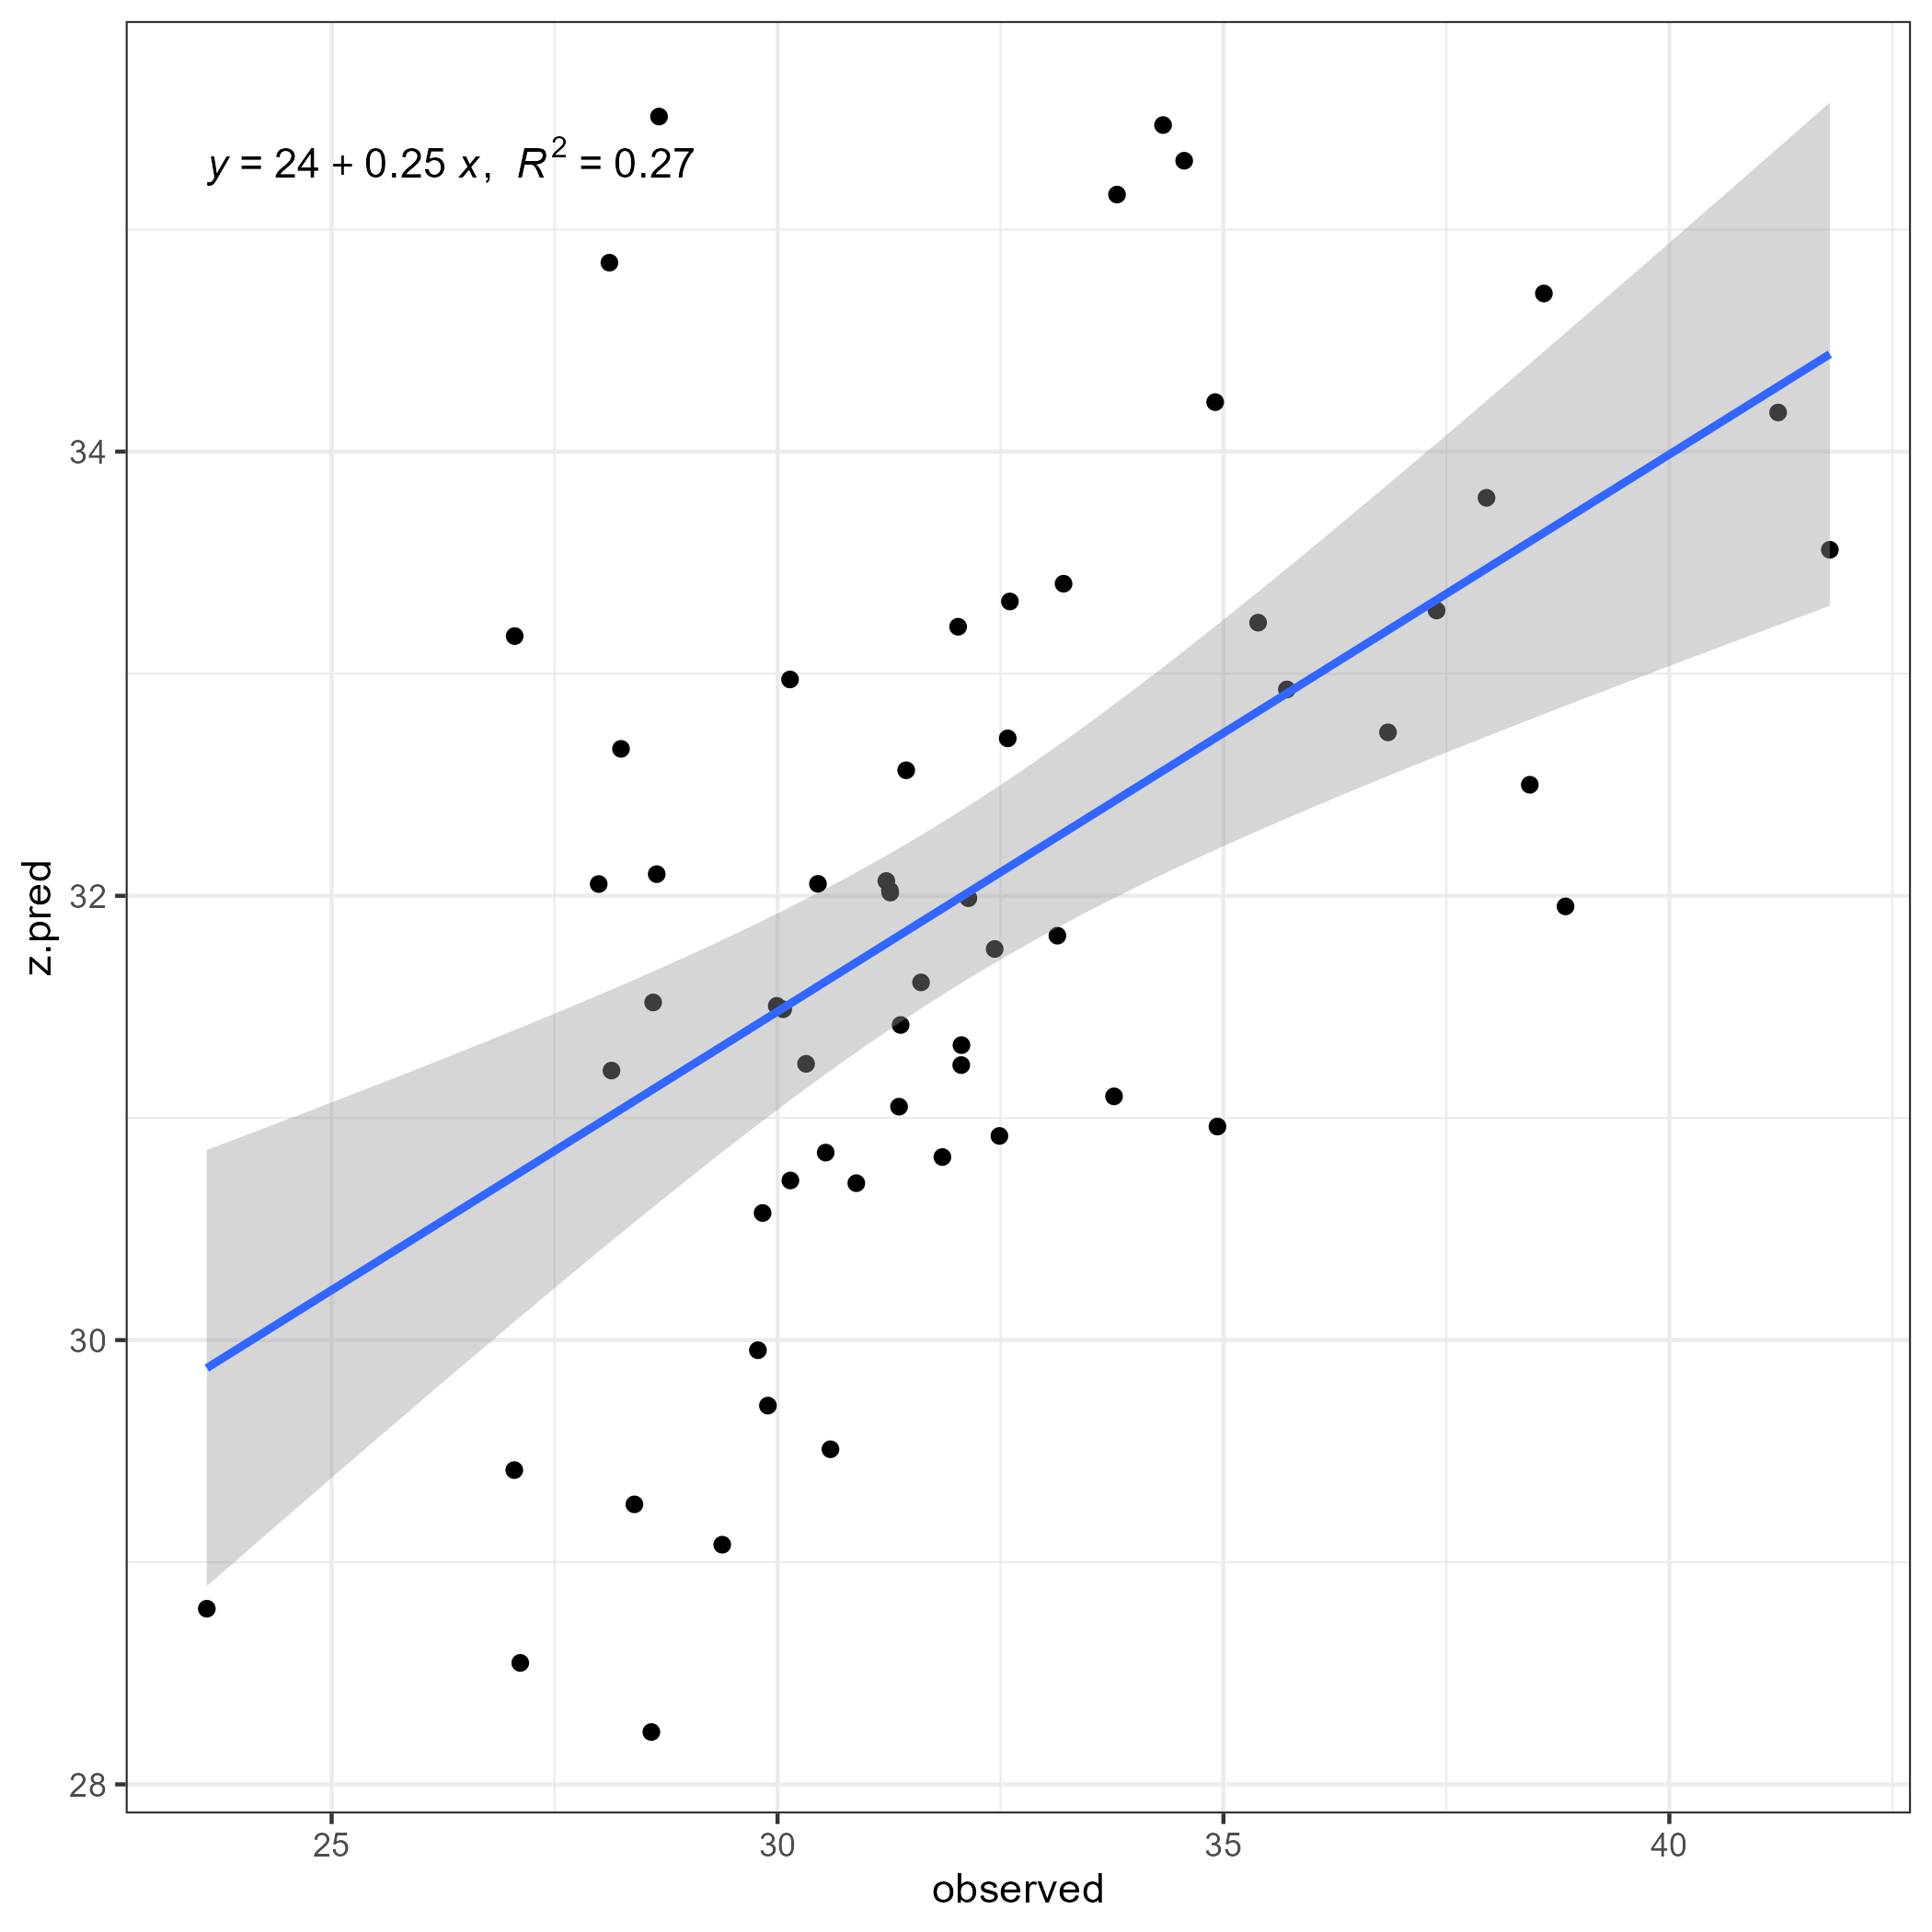 y = 24 + 0.25 x, R² = 0.27
34
32
30
28
z.pred
25 30 35 40
observed